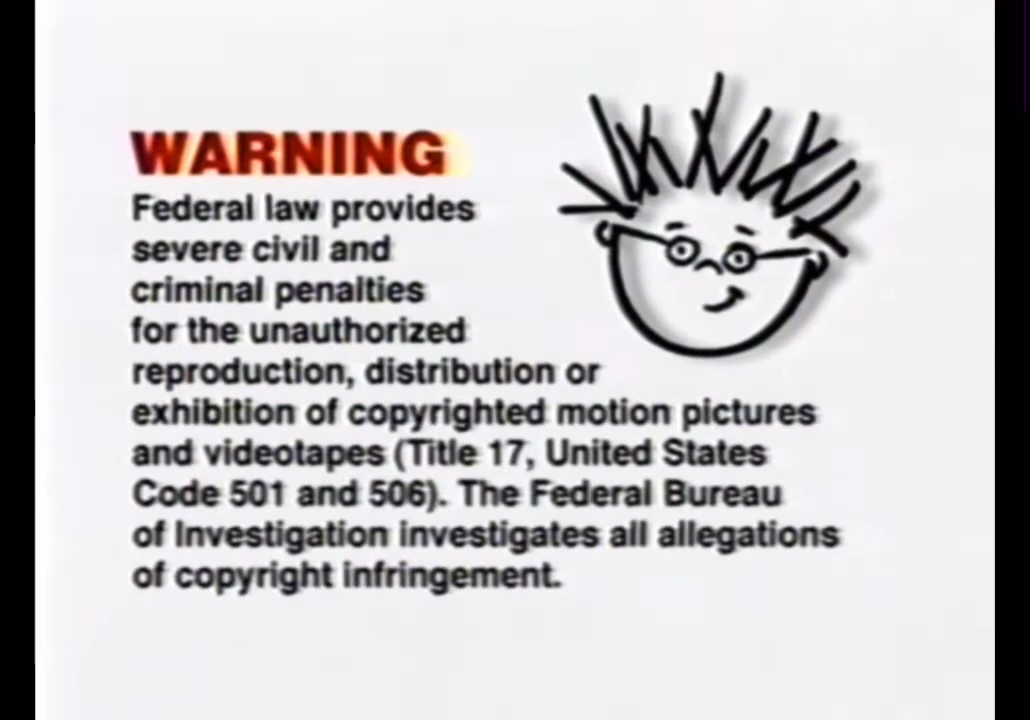 WARNING
Federal law provides
severe civil and
criminal penalties
for the unauthorized
reproduction, distribution or
exhibition of copyrighted motion pictures
and videotapes (Title 17, United States
Code 501 and 506). The Federal Bureau
of Investigation investigates all allegations
of copyright infringement.